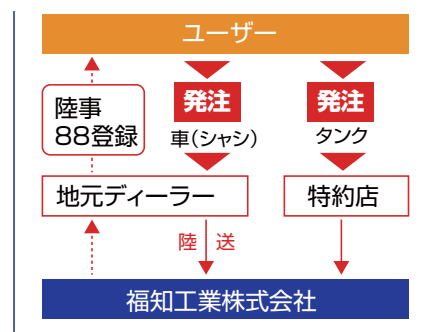 ユーザー
陸事
88登録
発注
車(シャシ)
発注
タンク
地元ディーラー
特約店
陸送
福知工業株式会社